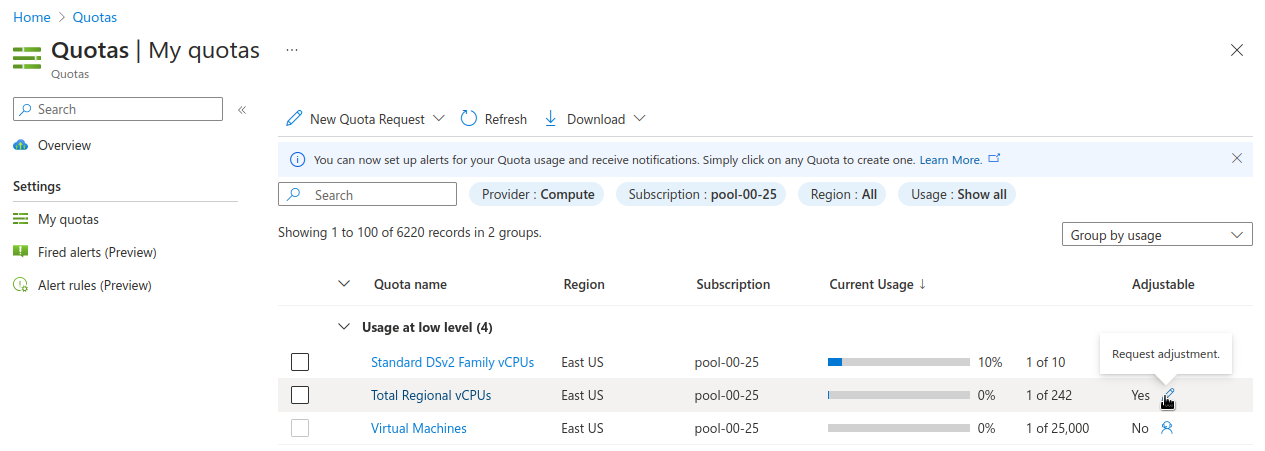 Home > Quotas
Quotas | My quotas ...
Quotas
Search «
Overview
Settings
My quotas
Fired alerts (Preview)
Alert rules (Preview)
New Quota Request Refresh Download
You can now set up alerts for your Quota usage and receive notifications. Simply click on any Quota to create one. Learn More.
Search Provider : Compute Subscription : pool-00-25 Region : All Usage : Show all
Showing 1 to 100 of 6220 records in 2 groups. Group by usage
Quota name Region Subscription Current Usage ↓ Adjustable
Usage at low level (4)
Request adjustment.
Standard DSv2 Family vCPUs East US pool-00-25 10% 1 of 10
Total Regional vCPUs East US pool-00-25 0% 1 of 242 Yes
Virtual Machines East US pool-00-25 0% 1 of 25,000 No